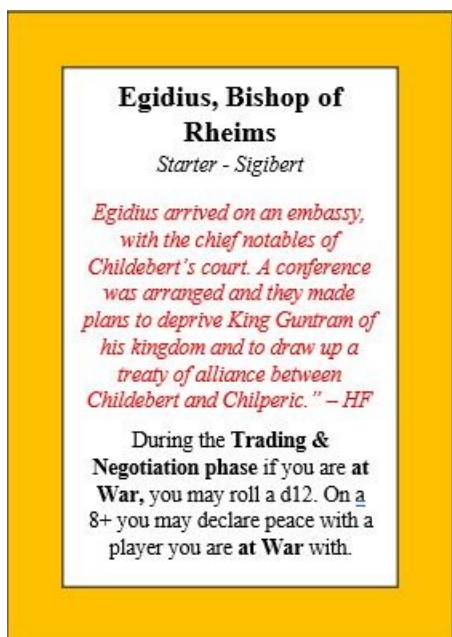 Egidius, Bishop of
Rheims
Starter - Sigibert
Egidius arrived on an embassy,
with the chief notables of
Childebert's court. A conference
was arranged and they made
plans to deprive King Guntram of
his kingdom and to draw up a
treaty of alliance between
Childebert and Chilperic." – HF
During the Trading &
Negotiation phase if you are at
War, you may roll a d12. On a
8+ you may declare peace with a
player you are at War with.